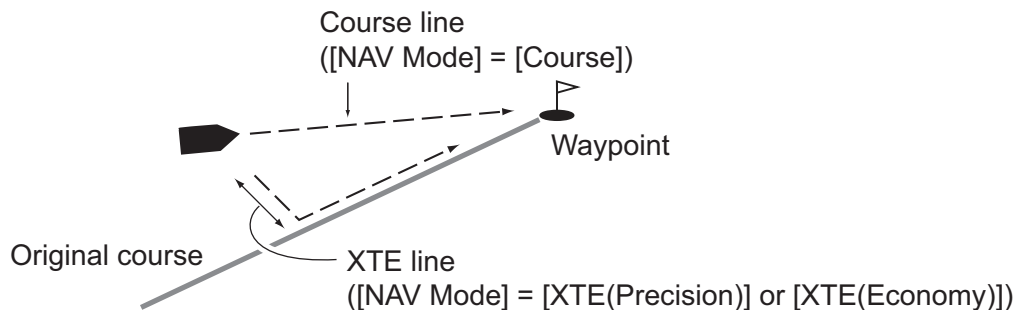 Course line
([NAV Mode] = [Course])
Waypoint
Original course
XTE line
([NAV Mode] = [XTE(Precision)] or [XTE(Economy)])